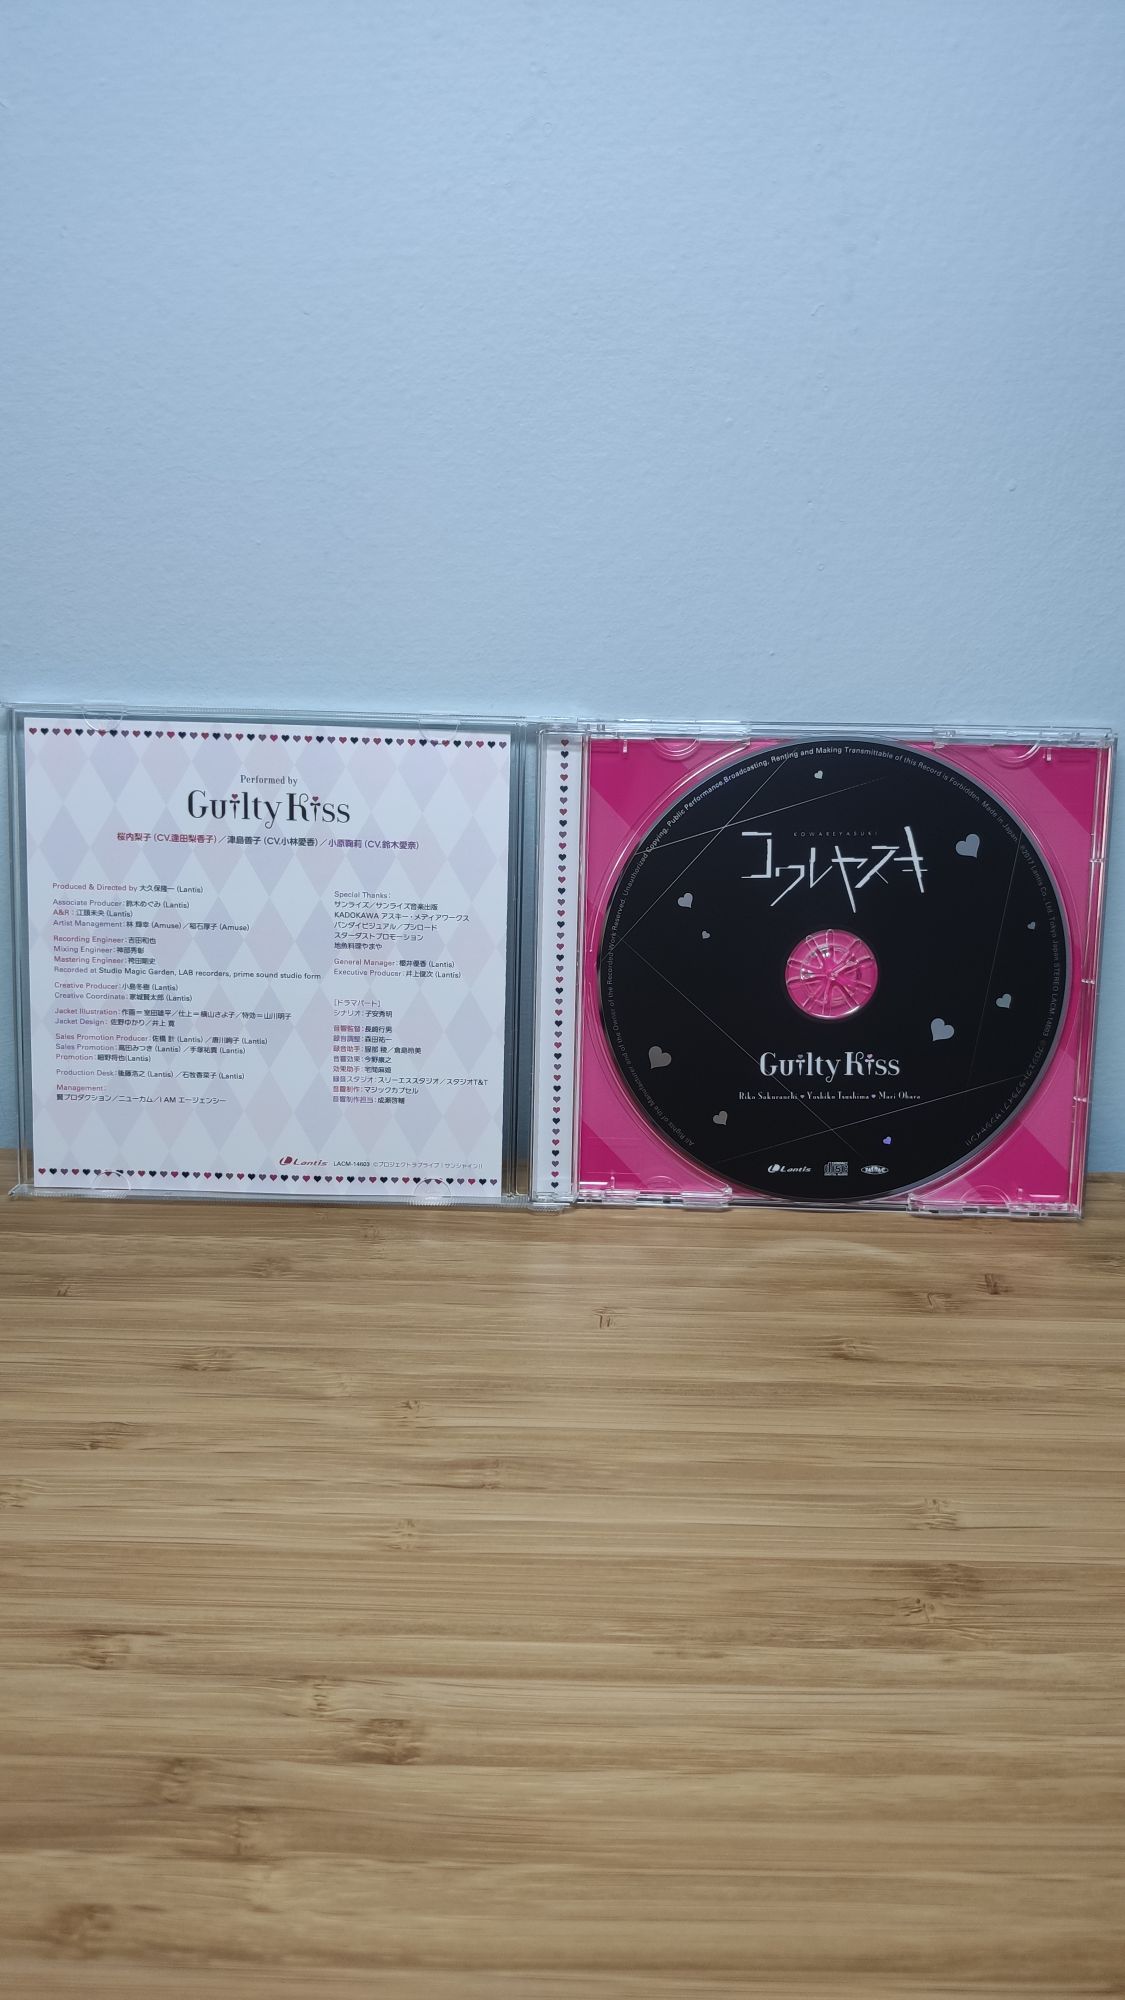 Performed by
Guilty Kiss
桜内梨子 (CV.逢田梨香子) ／津島善子 (CV.小林愛香) ／小原鞠莉 (CV.鈴木愛奈)
Produced & Directed by 大久保隆一 (Lantis)
Associate Producer：鈴木めぐみ (Lantis)
A&R：江頭未央 (Lantis)
Artist Management：林 輝幸 (Amuse) ／稲石厚子 (Amuse)
Recording Engineer：吉田和也
Mixing Engineer：神部秀彰
Mastering Engineer：袴田剛史
Recorded at Studio Magic Garden, LAB recorders, prime sound studio form
Creative Producer：小島冬樹 (Lantis)
Creative Coordinate：家城賢太郎 (Lantis)
Jacket Illustration：作画＝室田雄平／仕上＝横山さよ子／特効＝山川明子
Jacket Design：佐野ゆかり／井上 寛
Sales Promotion Producer：佐橋 計 (Lantis) ／唐川絢子 (Lantis)
Sales Promotion：高田みつき (Lantis) ／手塚祐貴 (Lantis)
Promotion：細野将也(Lantis)
Production Desk：後藤浩之 (Lantis) ／石牧香菜子 (Lantis)
Management：
賢プロダクション／ニューカム／I AM エージェンシー
Special Thanks：
サンライズ／サンライズ音楽出版
KADOKAWA アスキー・メディアワークス
バンダイビジュアル／ブシロード
スターダストプロモーション
地魚料理やまや
General Manager：櫻井優香 (Lantis)
Executive Producer：井上俊次 (Lantis)
[ドラマパート]
シナリオ：子安秀明
音響監督：長崎行男
録音調整：森田祐一
録音助手：服部 稜／倉島玲美
音響効果：今野康之
効果助手：宅間麻姫
録音スタジオ：スリーエススタジオ／スタジオT&T
音響制作：マジックカプセル
音響制作担当：成瀬啓輔
Lantis LACM-14603 ©プロジェクトラブライブ！サンシャイン!!
All Rights of the Manufacturer and of the Owner of the Recorded Work Reserved. Unauthorized Copying, Public Performance, Broadcasting, Renting and Making Transmittable of this Record is Forbidden. Made in Japan. ℗2017 Lantis Co., Ltd. Tokyo Japan STEREO LACM-14603 ©プロジェクトラブライブ！サンシャイン!!
KOWAREYASUKI
コワレヤスキ
Guilty Kiss
Riko Sakurauchi ♥ Yoshiko Tsushima ♥ Mari Ohara
Lantis